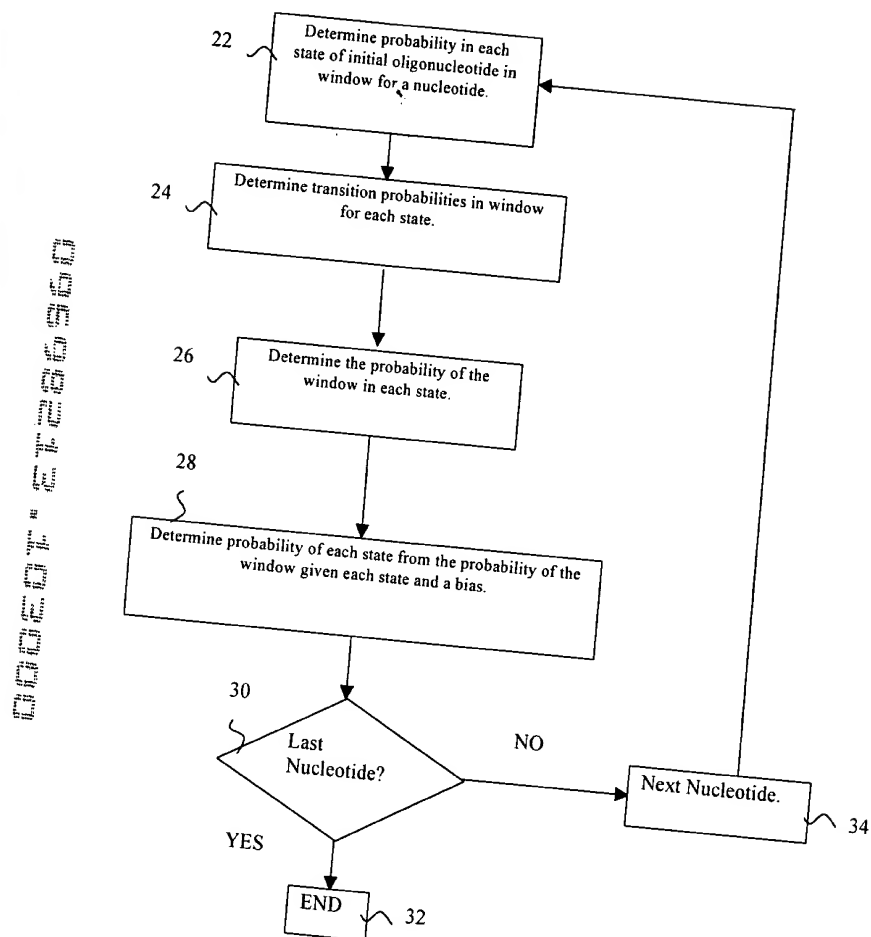 22
Determine probability in each
state of initial oligonucleotide in
window for a nucleotide.
24
Determine transition probabilities in window
for each state.
26
Determine the probability of the
window in each state.
28
Determine probability of each state from the probability of the
window given each state and a bias.
30
Last
Nucleotide?
NO
Next Nucleotide.
34
YES
END
32
09598213.103000